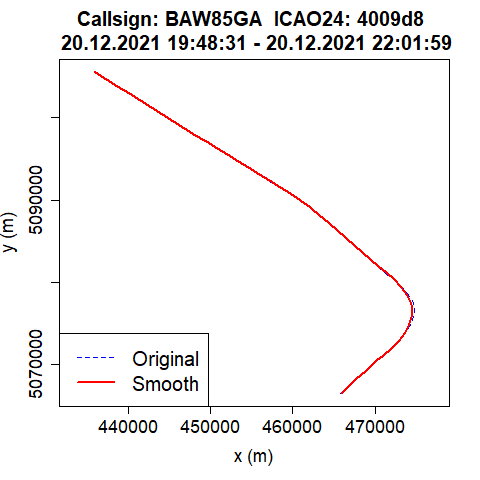 Callsign: BAW85GA  ICAO24: 4009d8
20.12.2021 19:48:31 - 20.12.2021 22:01:59
y (m)
5090000
5070000
Original
Smooth
440000 450000 460000 470000
x (m)